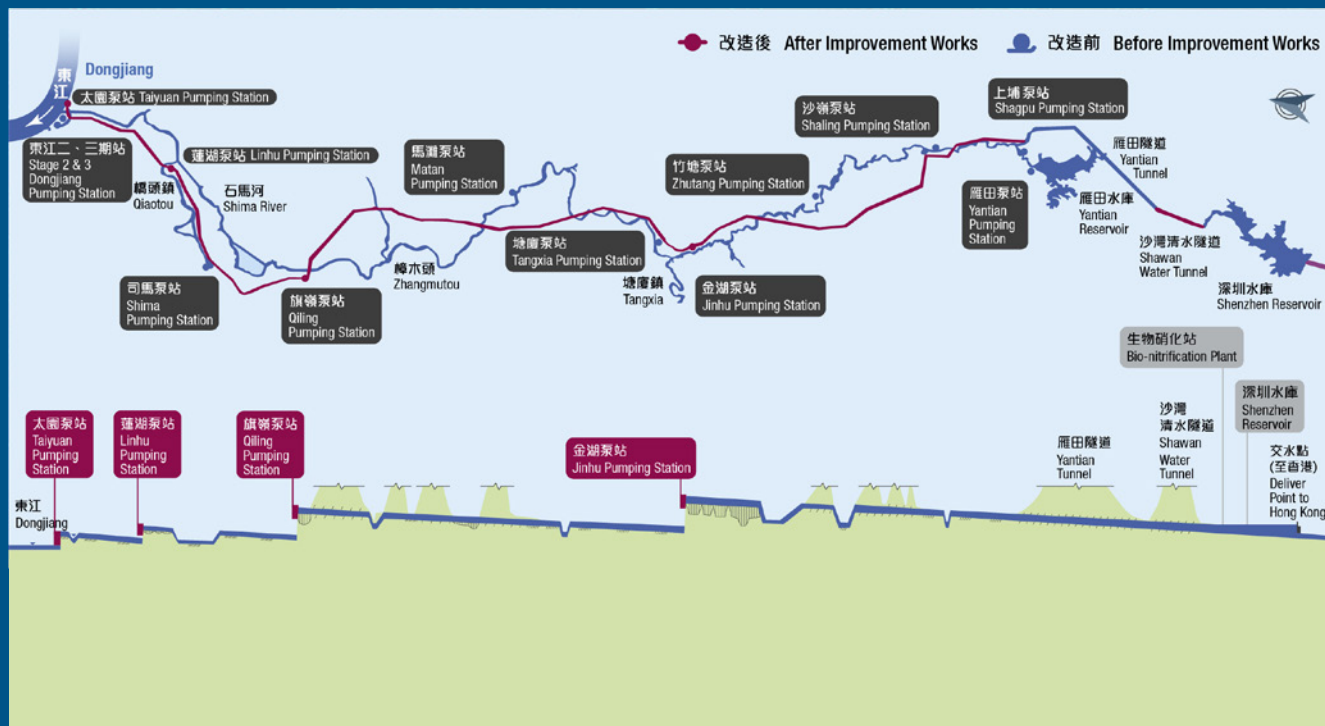 改造後 After Improvement Works
改造前 Before Improvement Works
東江
Dongjiang
太園泵站 Taiyuan Pumping Station
東江二、三期站
Stage 2 & 3
Dongjiang
Pumping Station
橋頭鎮
Qiaotou
蓮湖泵站 Linhu Pumping Station
石馬河
Shima River
司馬泵站
Shima
Pumping Station
旗嶺泵站
Qiling
Pumping Station
馬灘泵站
Matan
Pumping Station
樟木頭
Zhangmutou
塘廈泵站
Tangxia Pumping Station
塘廈鎮
Tangxia
竹塘泵站
Zhutang Pumping Station
金湖泵站
Jinhu Pumping Station
沙嶺泵站
Shaling Pumping Station
上埔泵站
Shagpu Pumping Station
雁田泵站
Yantian
Pumping
Station
雁田隧道
Yantian
Tunnel
雁田水庫
Yantian
Reservoir
沙灣清水隧道
Shawan
Water Tunnel
深圳水庫
Shenzhen Reservoir
太園泵站
Taiyuan
Pumping
Station
蓮湖泵站
Linhu
Pumping
Station
旗嶺泵站
Qiling
Pumping
Station
金湖泵站
Jinhu Pumping Station
東江
Dongjiang
雁田隧道
Yantian
Tunnel
沙灣
清水隧道
Shawan
Water
Tunnel
生物硝化站
Bio-nitrification Plant
深圳水庫
Shenzhen
Reservoir
交水點
(至香港)
Deliver
Point to
Hong Kong